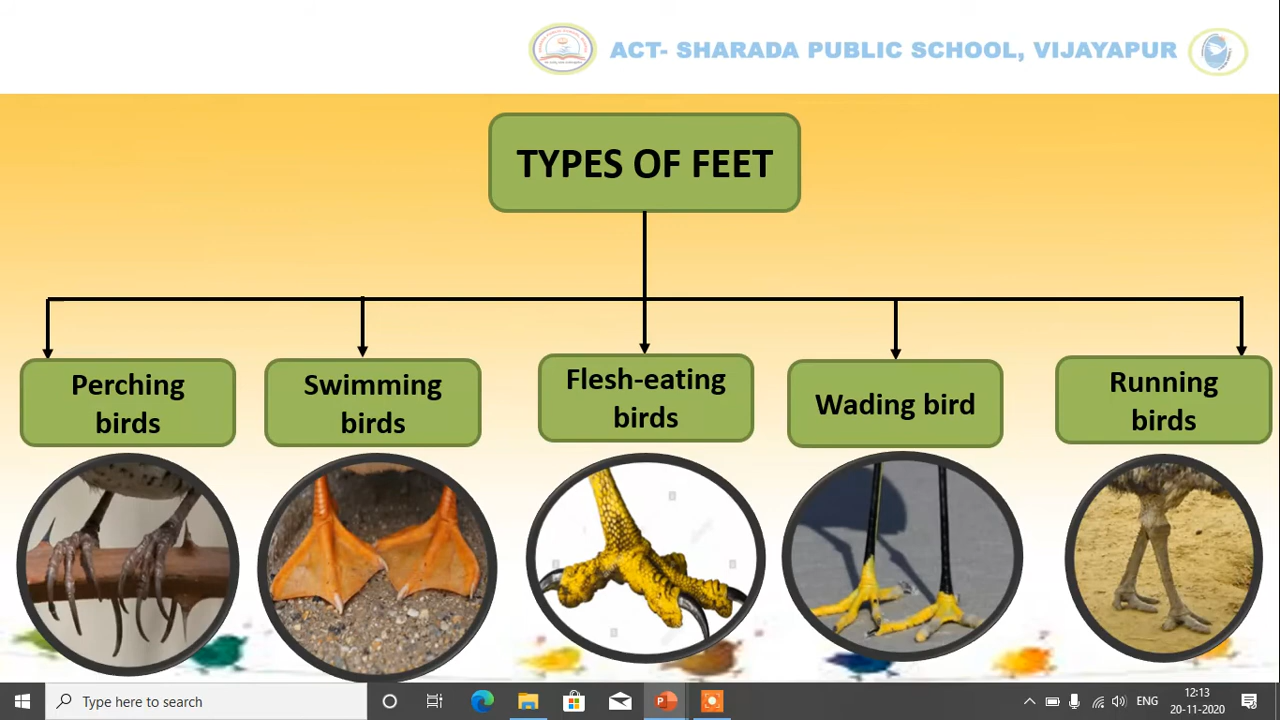 ACT- SHARADA PUBLIC SCHOOL, VIJAYAPUR
TYPES OF FEET
Perching
birds
Swimming
birds
Flesh-eating
birds
Wading bird
Running
birds
Type here to search
ENG
12:13
20-11-2020